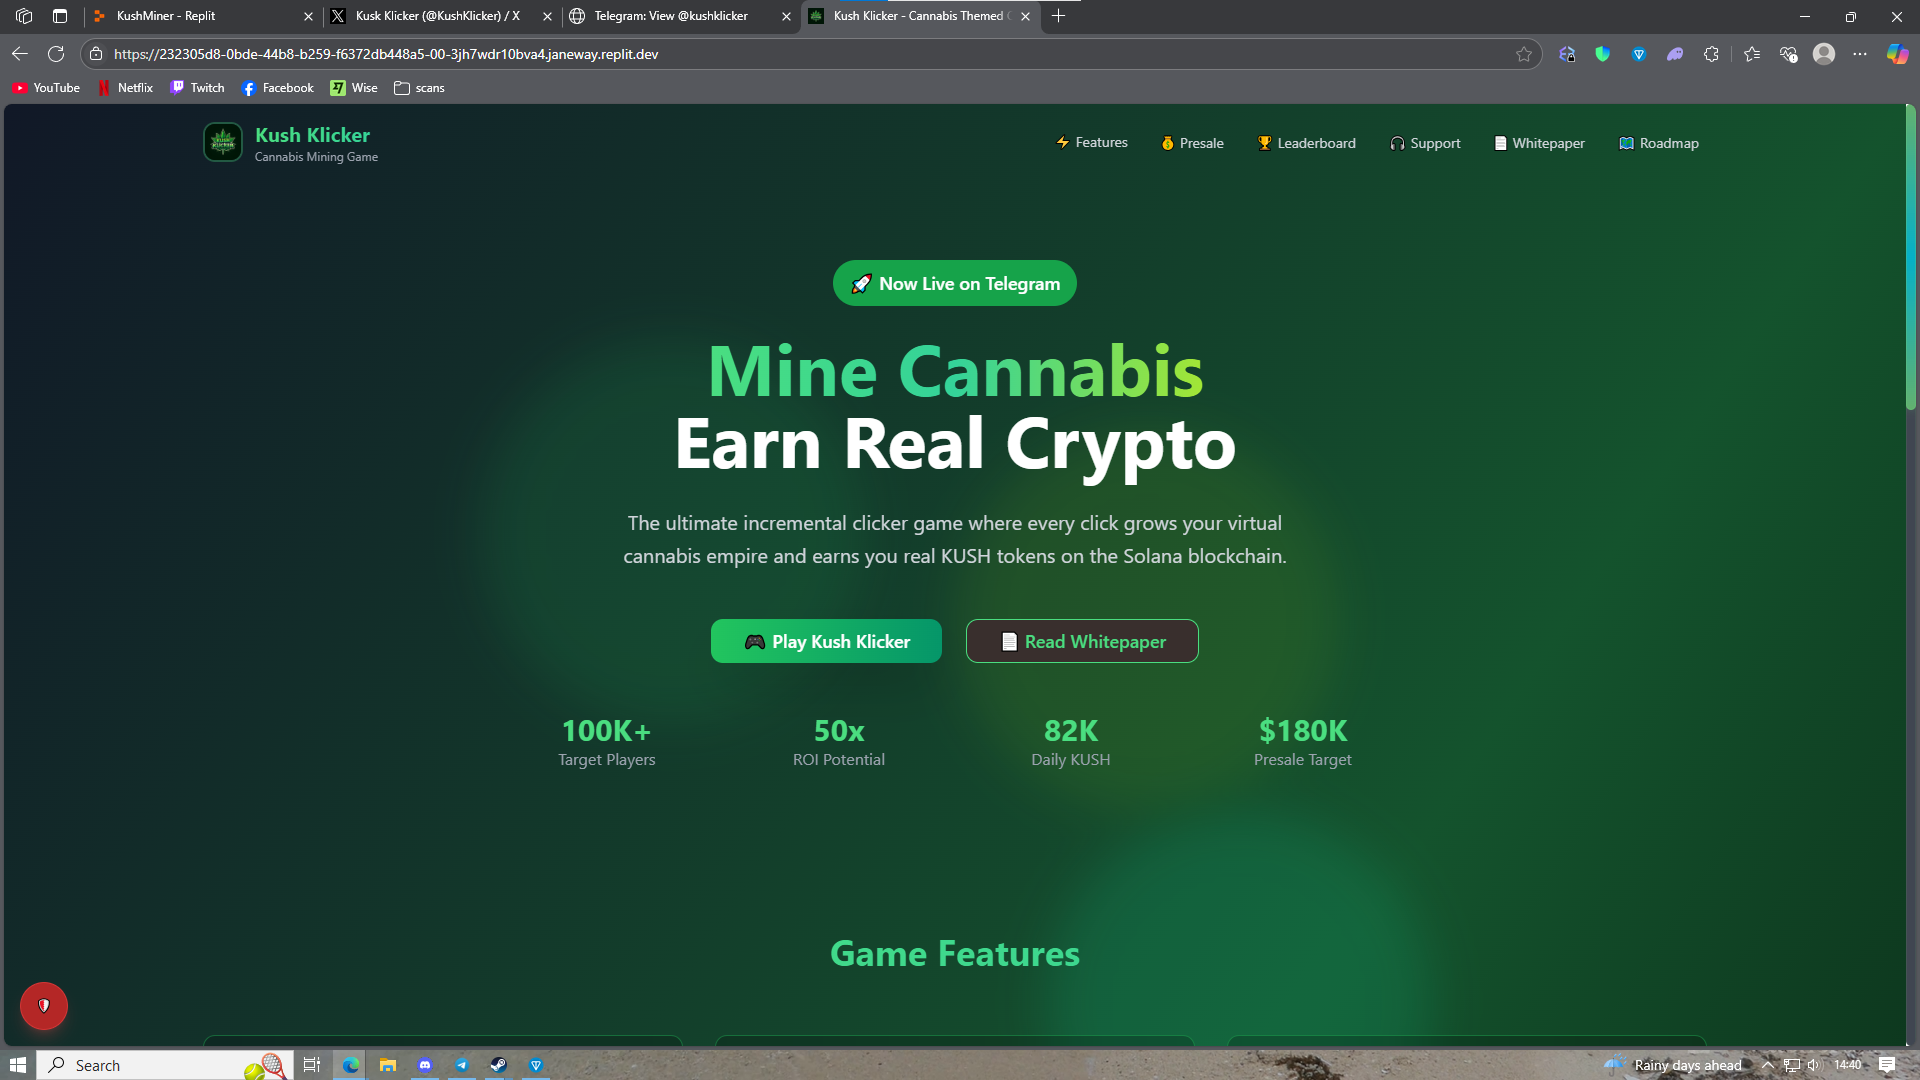 KushMiner - Replit
Kusk Klicker (@KushKlicker) / X
Telegram: View @kushklicker
Kush Klicker - Cannabis Themed
https://232305d8-0bde-44b8-b259-f6372db448a5-00-3jh7wdr10bva4.janeway.replit.dev
YouTube
Netflix
Twitch
Facebook
Wise
scans
Kush Klicker
Cannabis Mining Game
Features
Presale
Leaderboard
Support
Whitepaper
Roadmap
Now Live on Telegram
Mine Cannabis
Earn Real Crypto
The ultimate incremental clicker game where every click grows your virtual
cannabis empire and earns you real KUSH tokens on the Solana blockchain.
Play Kush Klicker
Read Whitepaper
100K+
Target Players
50x
ROI Potential
82K
Daily KUSH
$180K
Presale Target
Game Features
Search
Rainy days ahead
14:40